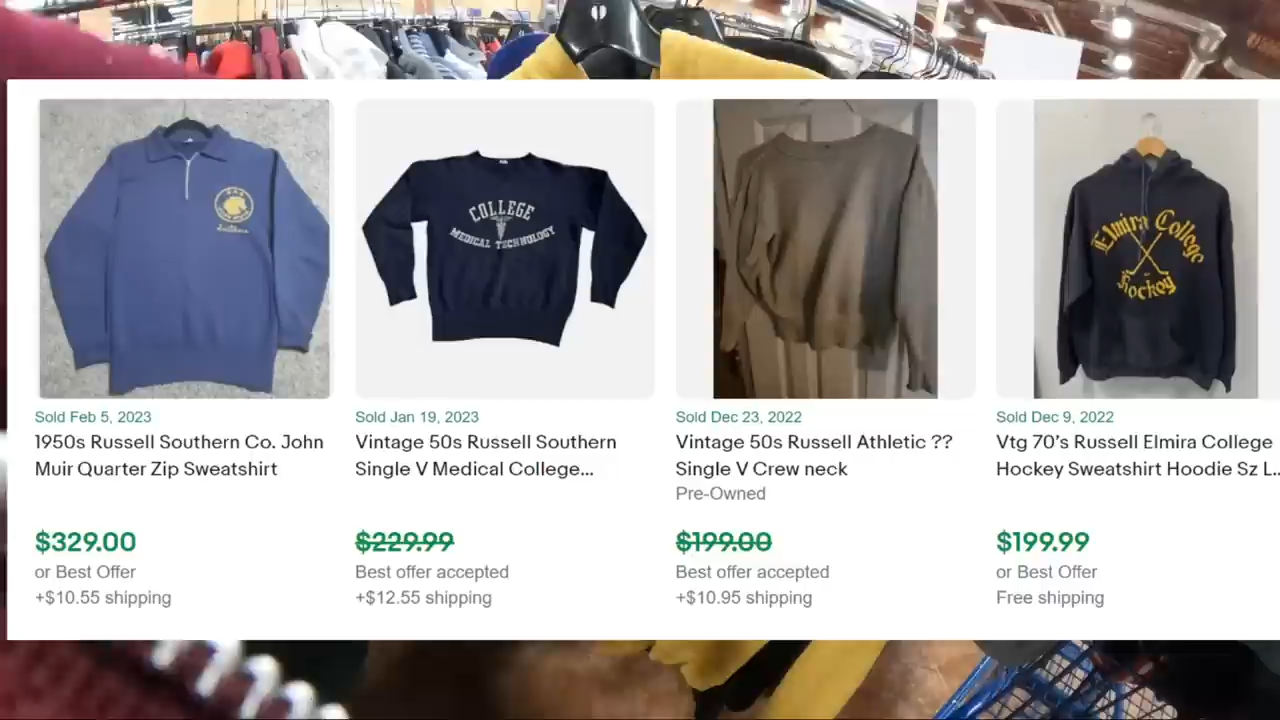 COLLEGE
MEDICAL TECHNOLOGY
Elmira College
Hockey
Sold Feb 5, 2023
1950s Russell Southern Co. John
Muir Quarter Zip Sweatshirt
$329.00
or Best Offer
+$10.55 shipping
Sold Jan 19, 2023
Vintage 50s Russell Southern
Single V Medical College...
$229.99
Best offer accepted
+$12.55 shipping
Sold Dec 23, 2022
Vintage 50s Russell Athletic ??
Single V Crew neck
Pre-Owned
$199.00
Best offer accepted
+$10.95 shipping
Sold Dec 9, 2022
Vtg 70's Russell Elmira College
Hockey Sweatshirt Hoodie Sz L...
$199.99
or Best Offer
Free shipping